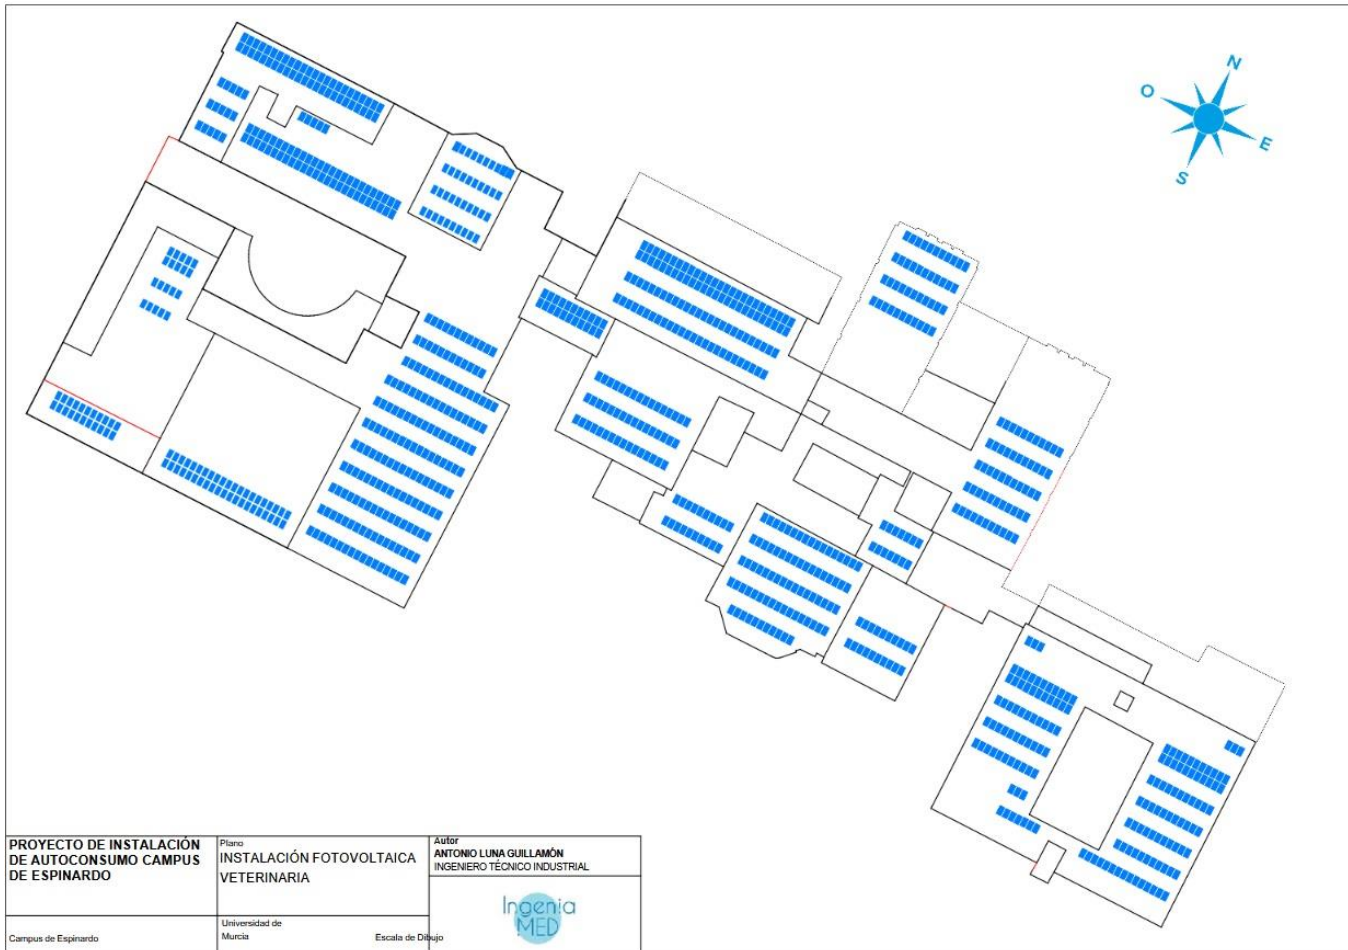 N
O
E
S
PROYECTO DE INSTALACIÓN
DE AUTOCONSUMO CAMPUS
DE ESPINARDO
Plano
INSTALACIÓN FOTOVOLTAICA
VETERINARIA
Autor
ANTONIO LUNA GUILLAMÓN
INGENIERO TÉCNICO INDUSTRIAL
Ingenia
MED
Campus de Espinardo
Universidad de
Murcia
Escala de Dibujo